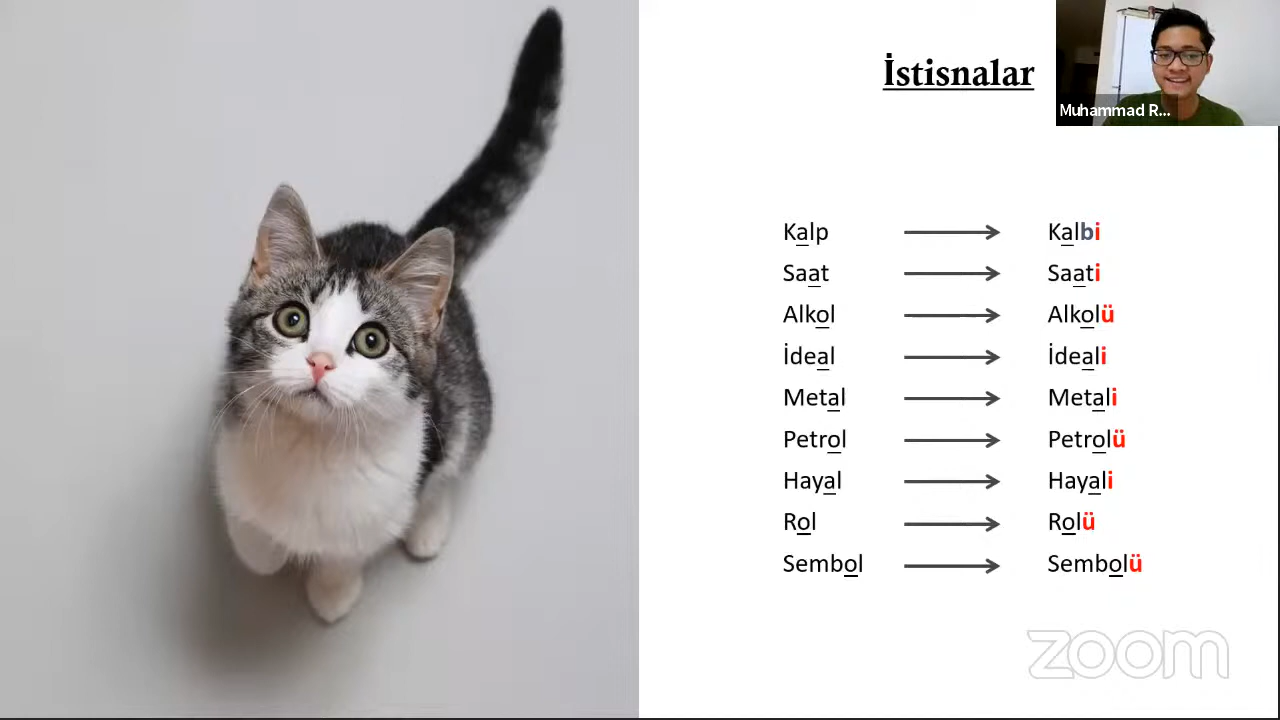 İstisnalar
Muhammad R...
Kalp Kalbi
Saat Saati
Alkol Alkolü
İdeal İdeali
Metal Metali
Petrol Petrolü
Hayal Hayali
Rol Rolü
Sembol Sembolü
zoom